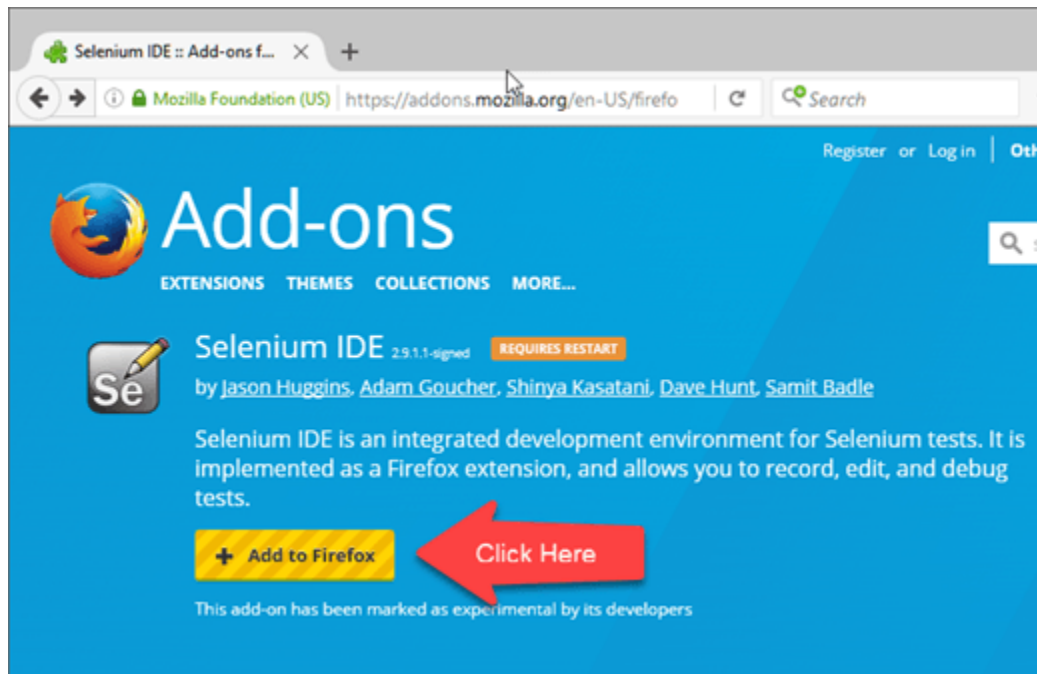 Selenium IDE :: Add-ons f...
Mozilla Foundation (US) https://addons.mozilla.org/en-US/firefo Search
Register or Log in Oth
Add-ons
EXTENSIONS THEMES COLLECTIONS MORE...
Se
Selenium IDE 2.9.1.1-signed REQUIRES RESTART
by Jason Huggins, Adam Goucher, Shinya Kasatani, Dave Hunt, Samit Badle
Selenium IDE is an integrated development environment for Selenium tests. It is
implemented as a Firefox extension, and allows you to record, edit, and debug
tests.
+ Add to Firefox Click Here
This add-on has been marked as experimental by its developers